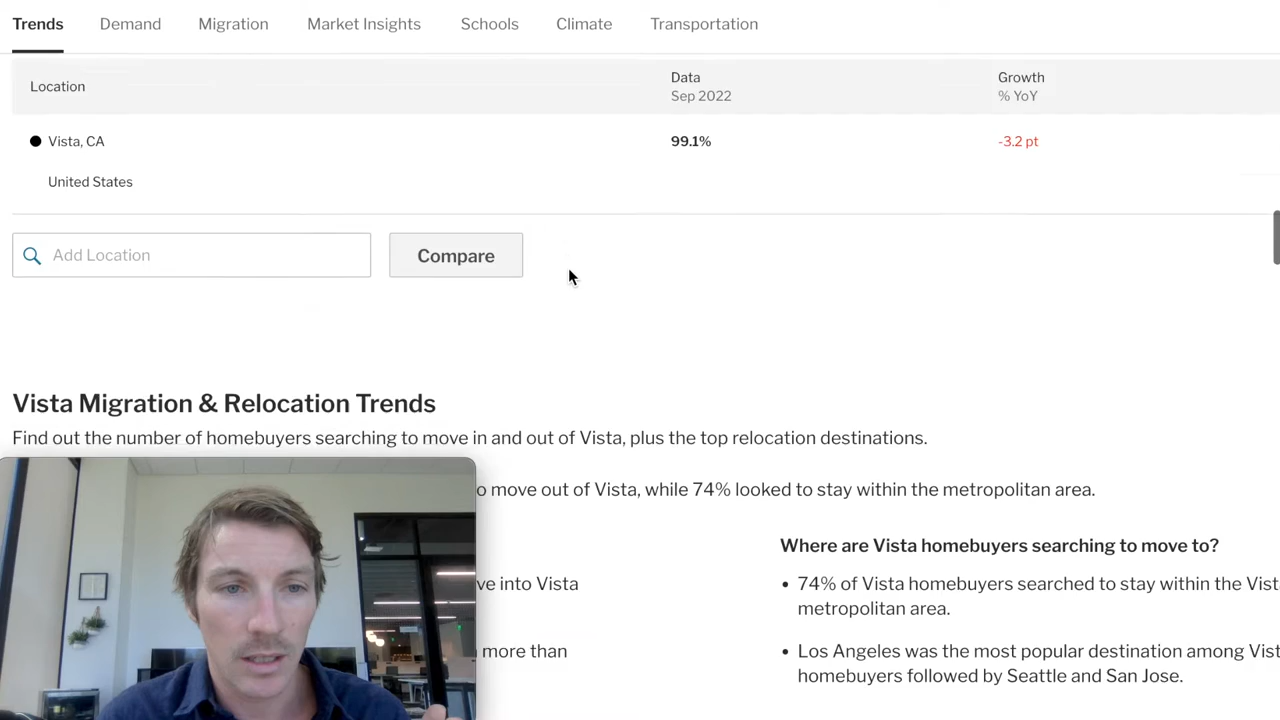 Trends Demand Migration Market Insights Schools Climate Transportation
Location Data Growth
Sep 2022 % YoY
Vista, CA 99.1% -3.2 pt
United States
Add Location Compare
Vista Migration & Relocation Trends
Find out the number of homebuyers searching to move in and out of Vista, plus the top relocation destinations.
to move out of Vista, while 74% looked to stay within the metropolitan area.
Where are Vista homebuyers searching to move to?
ve into Vista
• 74% of Vista homebuyers searched to stay within the Vist
metropolitan area.
more than
• Los Angeles was the most popular destination among Vist
homebuyers followed by Seattle and San Jose.